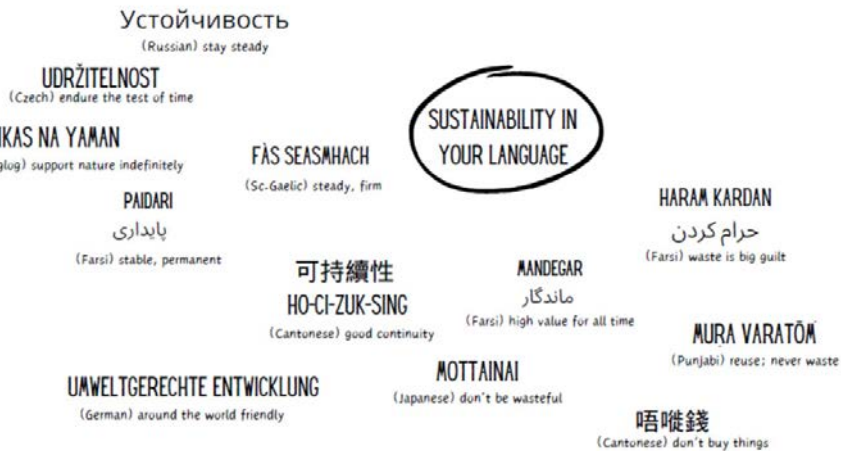 Устойчивость
(Russian) stay steady
UDRŽITELNOST
(Czech) endure the test of time
SUSTAINABILITY IN
YOUR LANGUAGE
IKAS NA YAMAN
glog) support nature indefinitely
FÀS SEASMHACH
(Sc-Gaelic) steady, firm
PAIDARI
پایداری
(Farsi) stable, permanent
HARAM KARDAN
حرام کردن
(Farsi) waste is big guilt
可持續性
HO-CI-ZUK-SING
(Cantonese) good continuity
MANDEGAR
ماندگار
(Farsi) high value for all time
MUṚA VARATŌM
(Punjabi) reuse; never waste
UMWELTGERECHTE ENTWICKLUNG
(German) around the world friendly
MOTTAINAI
(Japanese) don't be wasteful
唔嘥錢
(Cantonese) don't buy things